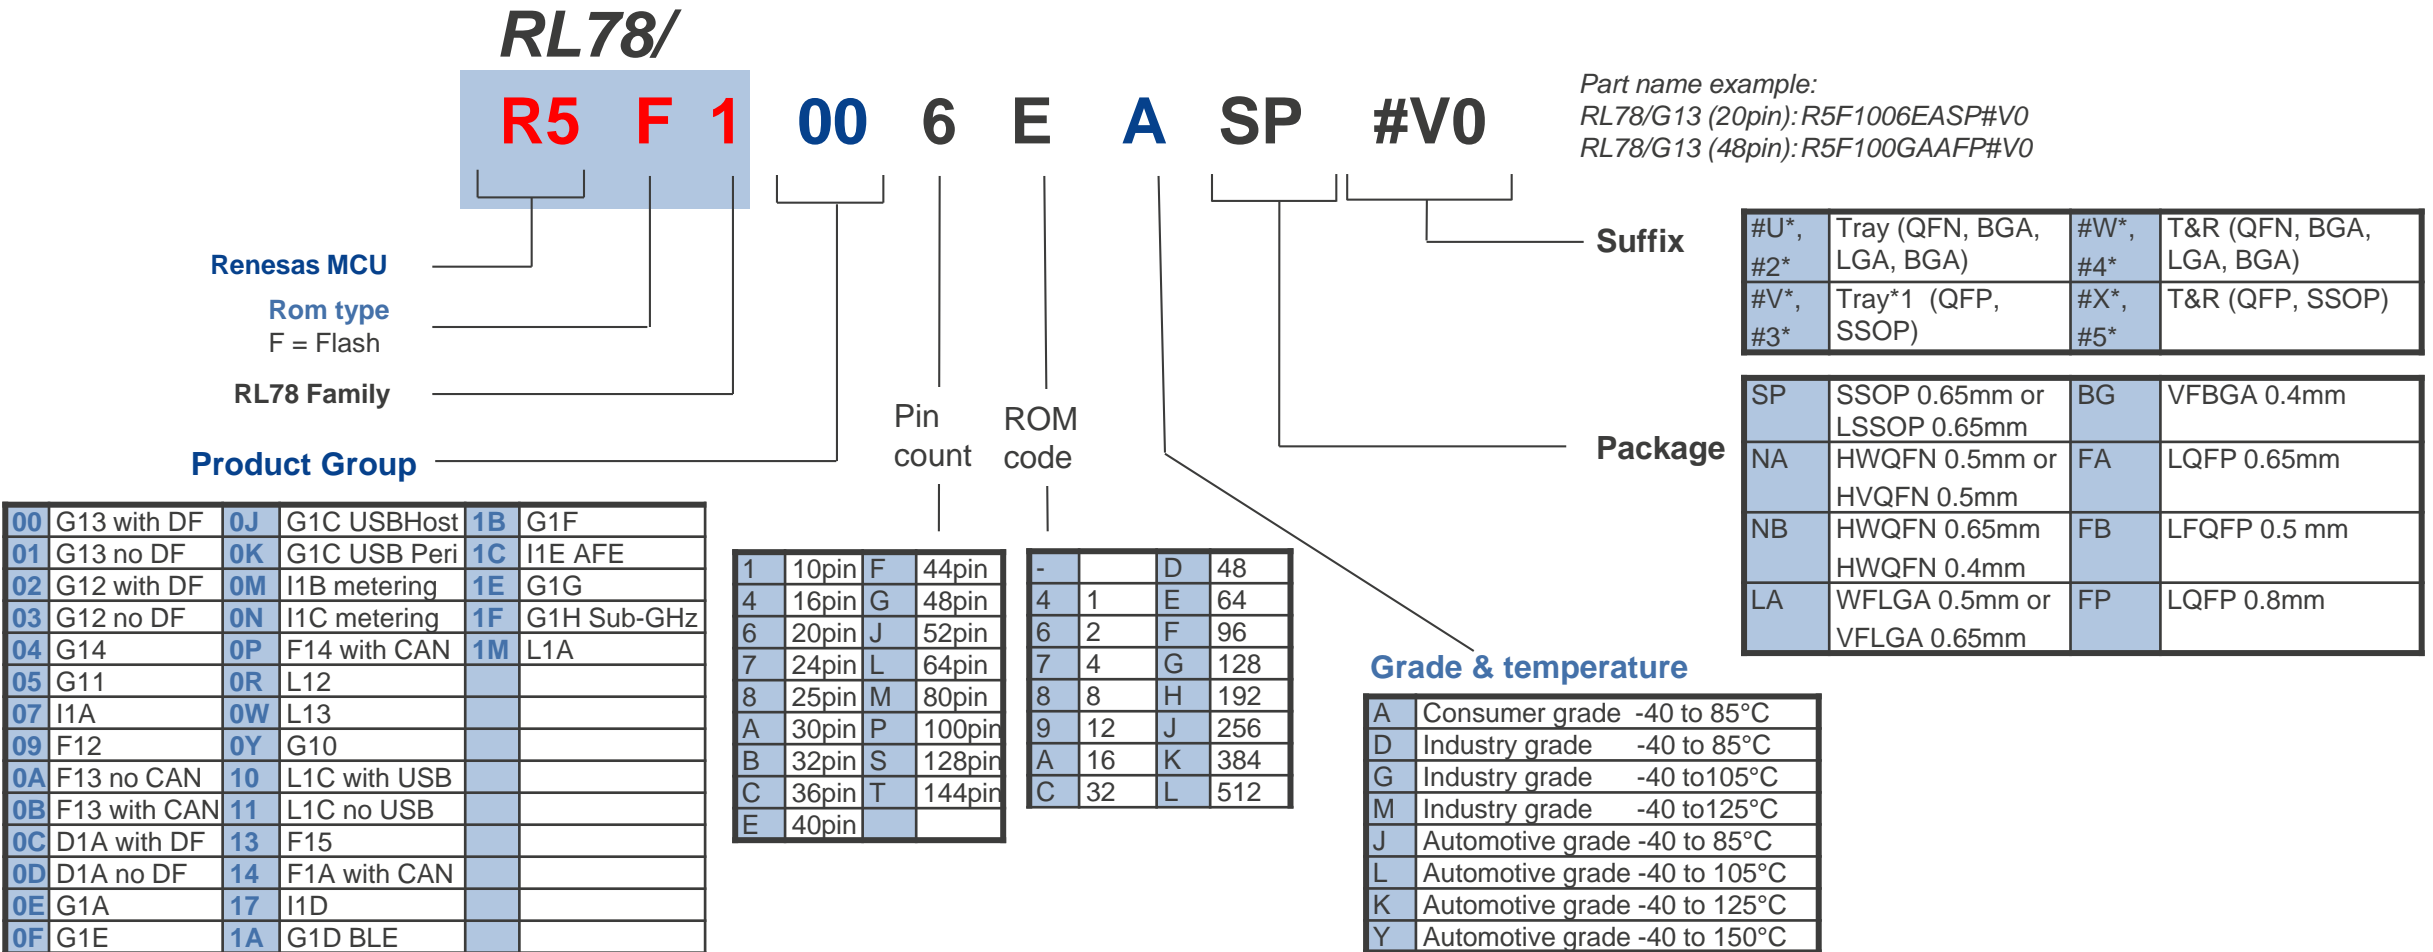 RL78/
R5 F 1 00 6 E A SP #V0
Part name example:
RL78/G13 (20pin): R5F1006EASP#V0
RL78/G13 (48pin): R5F100GAAFP#V0
Renesas MCU
Rom type
F = Flash
RL78 Family
Product Group
Pin count
ROM code
Suffix
#U*, #2* Tray (QFN, BGA, LGA, BGA) #W*, #4* T&R (QFN, BGA, LGA, BGA)
#V*, #3* Tray*1 (QFP, SSOP) #X*, #5* T&R (QFP, SSOP)
Package
SP SSOP 0.65mm or LSSOP 0.65mm BG VFBGA 0.4mm
NA HWQFN 0.5mm or HVQFN 0.5mm FA LQFP 0.65mm
NB HWQFN 0.65mm HWQFN 0.4mm FB LFQFP 0.5 mm
LA WFLGA 0.5mm or VFLGA 0.65mm FP LQFP 0.8mm
00 G13 with DF 0J G1C USBHost 1B G1F
01 G13 no DF 0K G1C USB Peri 1C I1E AFE
02 G12 with DF 0M I1B metering 1E G1G
03 G12 no DF 0N I1C metering 1F G1H Sub-GHz
04 G14 0P F14 with CAN 1M L1A
05 G11 0R L12
07 I1A 0W L13
09 F12 0Y G10
0A F13 no CAN 10 L1C with USB
0B F13 with CAN 11 L1C no USB
0C D1A with DF 13 F15
0D D1A no DF 14 F1A with CAN
0E G1A 17 I1D
0F G1E 1A G1D BLE
1 10pin F 44pin
4 16pin G 48pin
6 20pin J 52pin
7 24pin L 64pin
8 25pin M 80pin
A 30pin P 100pin
B 32pin S 128pin
C 36pin T 144pin
E 40pin
- D 48
4 1 E 64
6 2 F 96
7 4 G 128
8 8 H 192
9 12 J 256
A 16 K 384
C 32 L 512
Grade & temperature
A Consumer grade -40 to 85°C
D Industry grade -40 to 85°C
G Industry grade -40 to105°C
M Industry grade -40 to125°C
J Automotive grade -40 to 85°C
L Automotive grade -40 to 105°C
K Automotive grade -40 to 125°C
Y Automotive grade -40 to 150°C